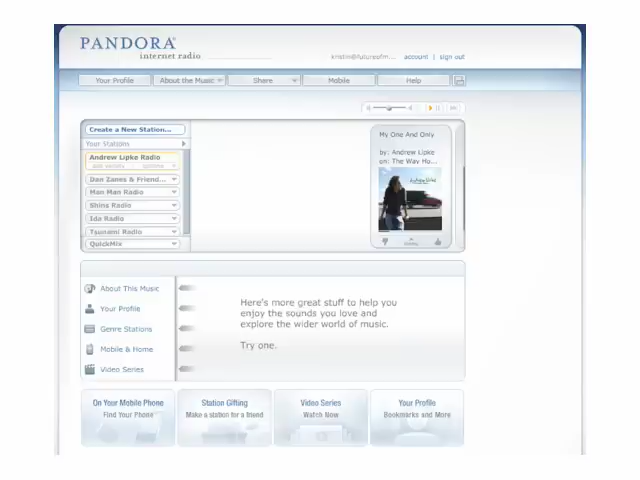 PANDORA®
internet radio
account | sign out
Your Profile
About the Music
Share
Mobile
Help
Create a New Station...
Your Stations
Andrew Lipke Radio
Dan Zanes & Friend...
Man Man Radio
Shins Radio
Ida Radio
Tsunami Radio
QuickMix
My One And Only
by: Andrew Lipke
on: The Way Ho...
About This Music
Your Profile
Genre Stations
Mobile & Home
Video Series
Here's more great stuff to help you
enjoy the sounds you love and
explore the wider world of music.
Try one.
On Your Mobile Phone
Find Your Phone
Station Gifting
Make a station for a friend
Video Series
Watch Now
Your Profile
Bookmarks and More